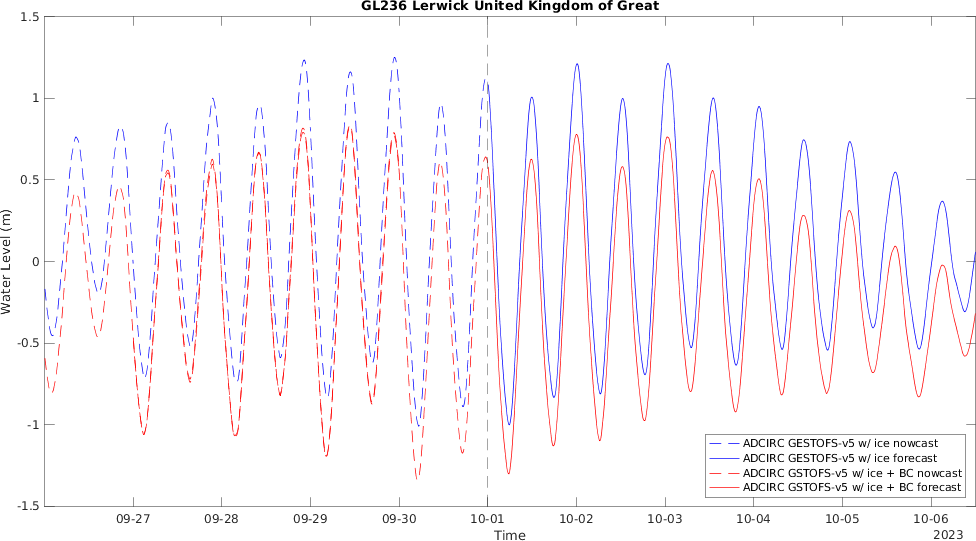 GL236 Lerwick United Kingdom of Great
1.5
1
0.5
0
-0.5
-1
-1.5
Water Level (m)
ADCIRC GESTOFS-v5 w/ ice nowcast
ADCIRC GESTOFS-v5 w/ ice forecast
ADCIRC GSTOFS-v5 w/ ice + BC nowcast
ADCIRC GSTOFS-v5 w/ ice + BC forecast
09-27 09-28 09-29 09-30 10-01 10-02 10-03 10-04 10-05 10-06
Time
2023